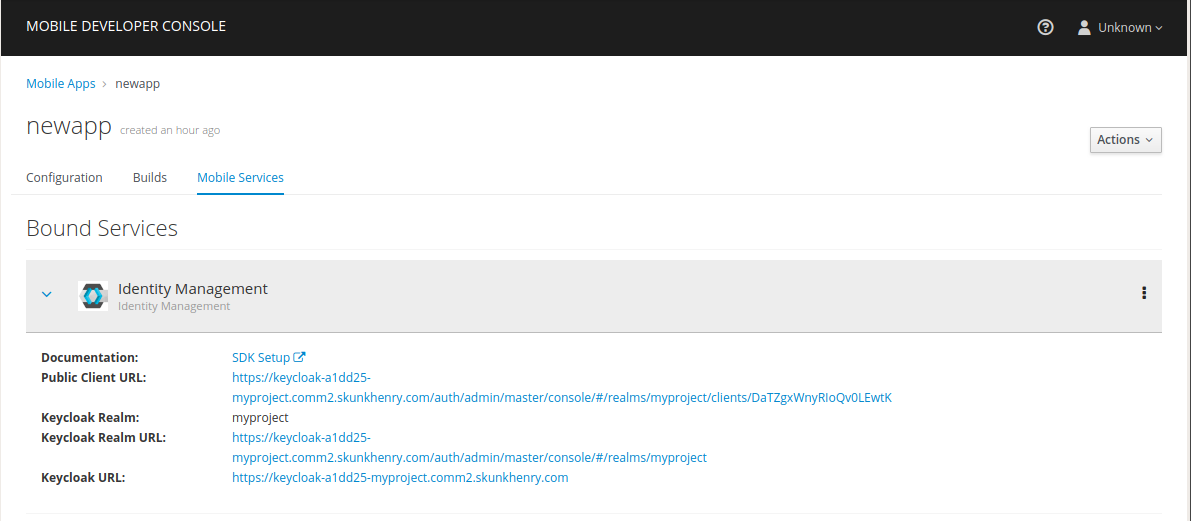 MOBILE DEVELOPER CONSOLE
Unknown
Mobile Apps > newapp
newapp created an hour ago
Actions
Configuration Builds Mobile Services
Bound Services
Identity Management
Identity Management
Documentation: SDK Setup
Public Client URL: https://keycloak-a1dd25-
myproject.comm2.skunkhenry.com/auth/admin/master/console/#/realms/myproject/clients/DaTZgxWnyRIoQv0LEwtK
Keycloak Realm: myproject
Keycloak Realm URL: https://keycloak-a1dd25-
myproject.comm2.skunkhenry.com/auth/admin/master/console/#/realms/myproject
Keycloak URL: https://keycloak-a1dd25-myproject.comm2.skunkhenry.com